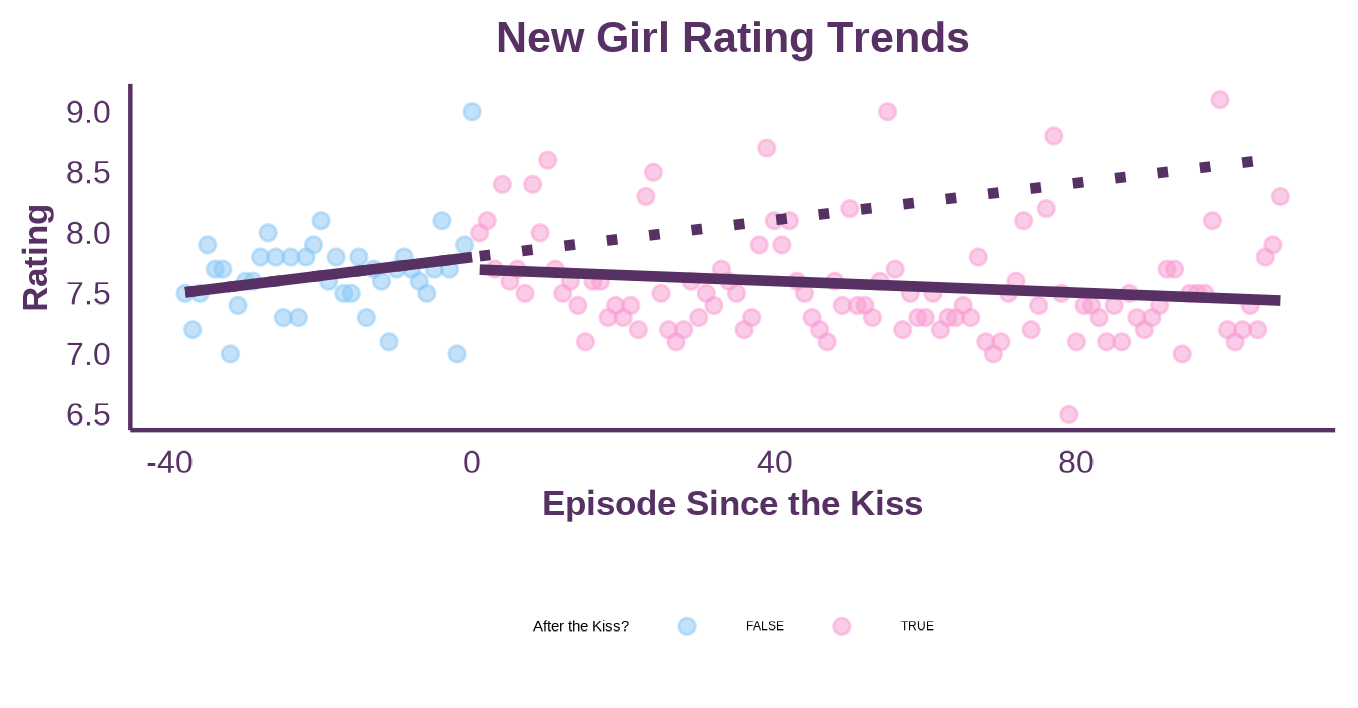 New Girl Rating Trends
9.0
8.5
8.0
7.5
7.0
6.5
Rating
-40 0 40 80
Episode Since the Kiss
After the Kiss? FALSE TRUE